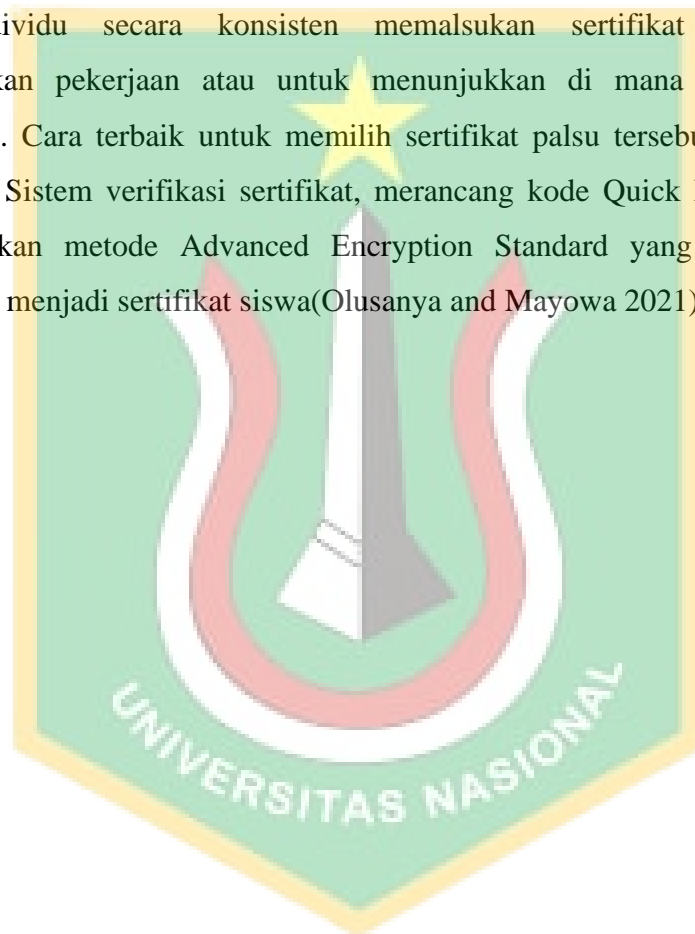 dividu secara konsisten memalsukan sertifikat
kan pekerjaan atau untuk menunjukkan di mana
. Cara terbaik untuk memilih sertifikat palsu tersebu
Sistem verifikasi sertifikat, merancang kode Quick
kan metode Advanced Encryption Standard yang
menjadi sertifikat siswa(Olusanya and Mayowa 2021)
UNIVERSITAS NASIONAL